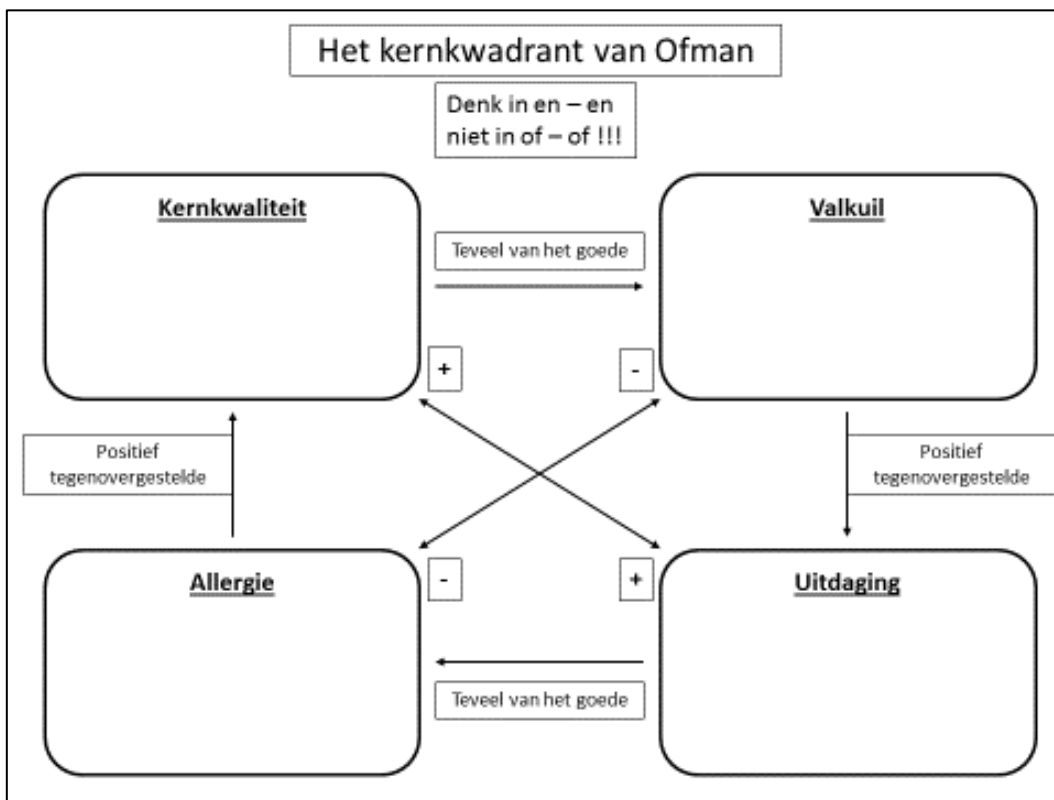 Het kernkwadrant van Ofman
Denk in en – en
niet in of – of !!!
Kernkwaliteit
Teveel van het goede
Valkuil
+
-
Positief
tegenovergestelde
Positief
tegenovergestelde
Allergie
-
+
Uitdaging
Teveel van het goede